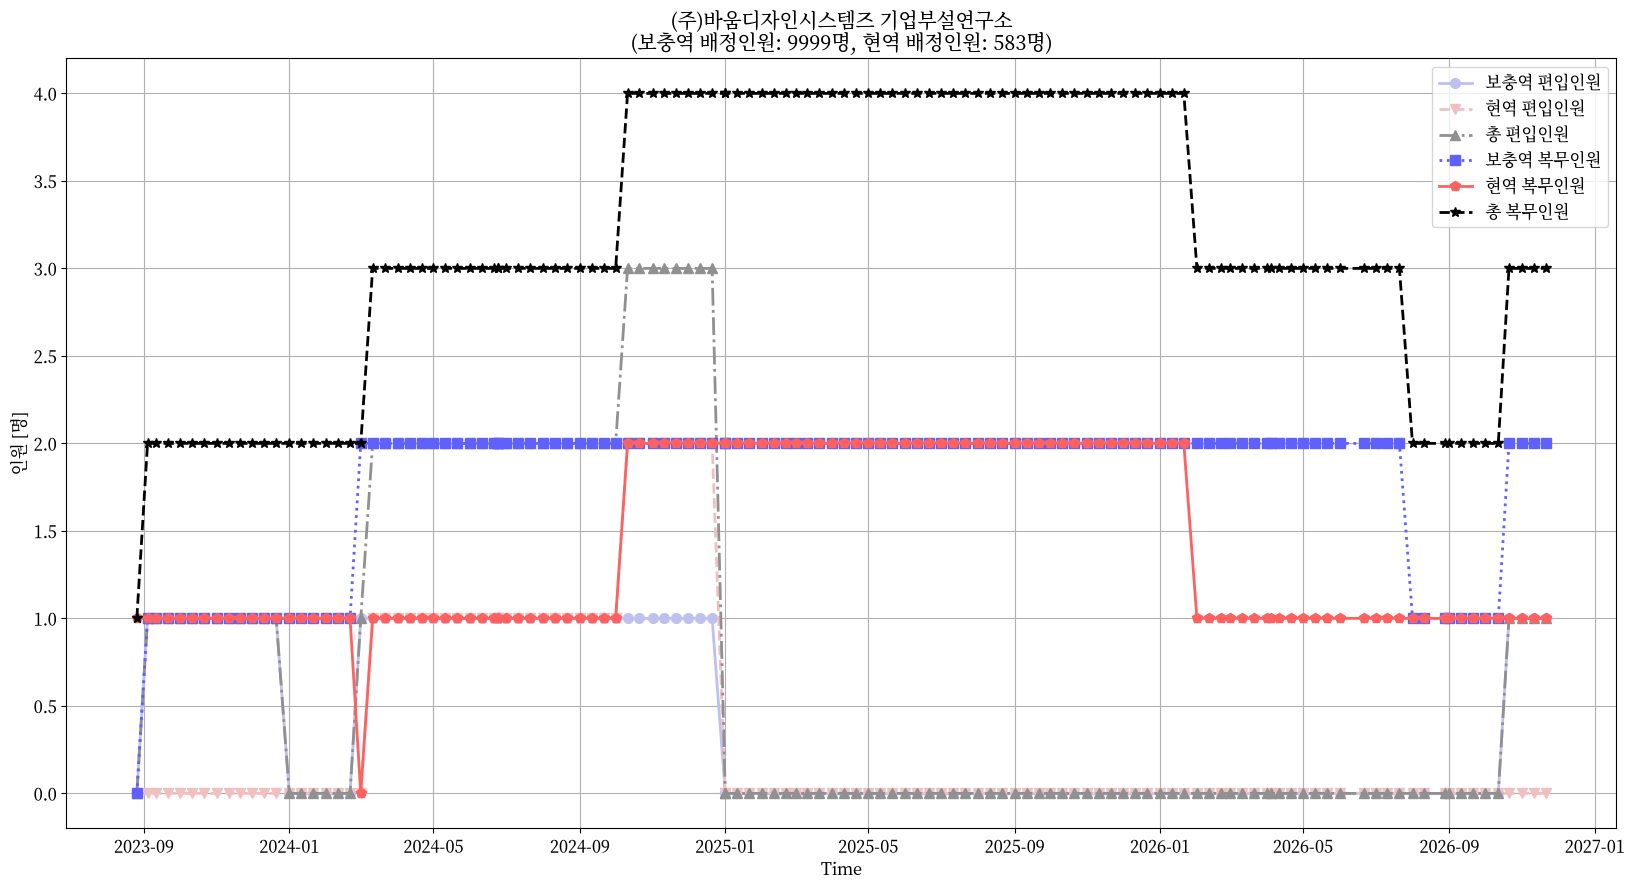 (주)바움디자인시스템즈 기업부설연구소
(보충역 배정인원: 9999명, 현역 배정인원: 583명)
보충역 편입인원
현역 편입인원
총 편입인원
보충역 복무인원
현역 복무인원
총 복무인원
인원 [명]
4.0
3.5
3.0
2.5
2.0
1.5
1.0
0.5
0.0
2023-09
2024-01
2024-05
2024-09
2025-01
2025-05
2025-09
2026-01
2026-05
2026-09
2027-01
Time